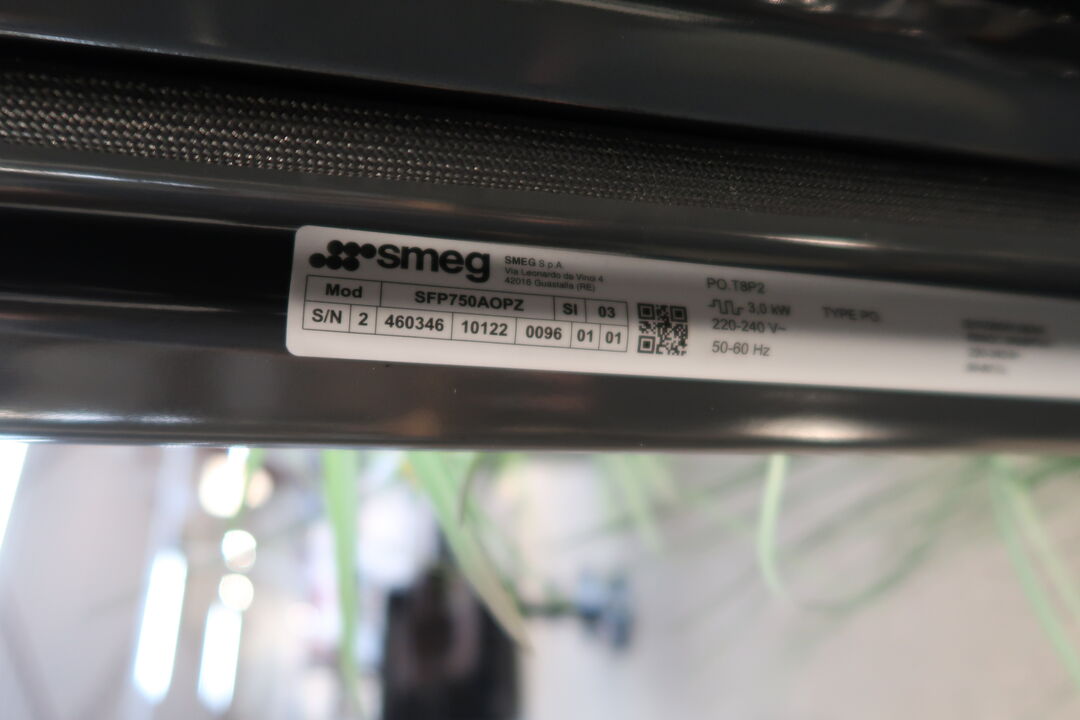 smeg
SMEG S.p.A.
Via Leonardo da Vinci 4
42016 Guastalla (RE)
Mod SFP750AOPZ SI 03
S/N 2 460346 10122 0096 01 01
PO.T8P2
3,0 kW
220-240 V~
50-60 Hz
TYPE PG